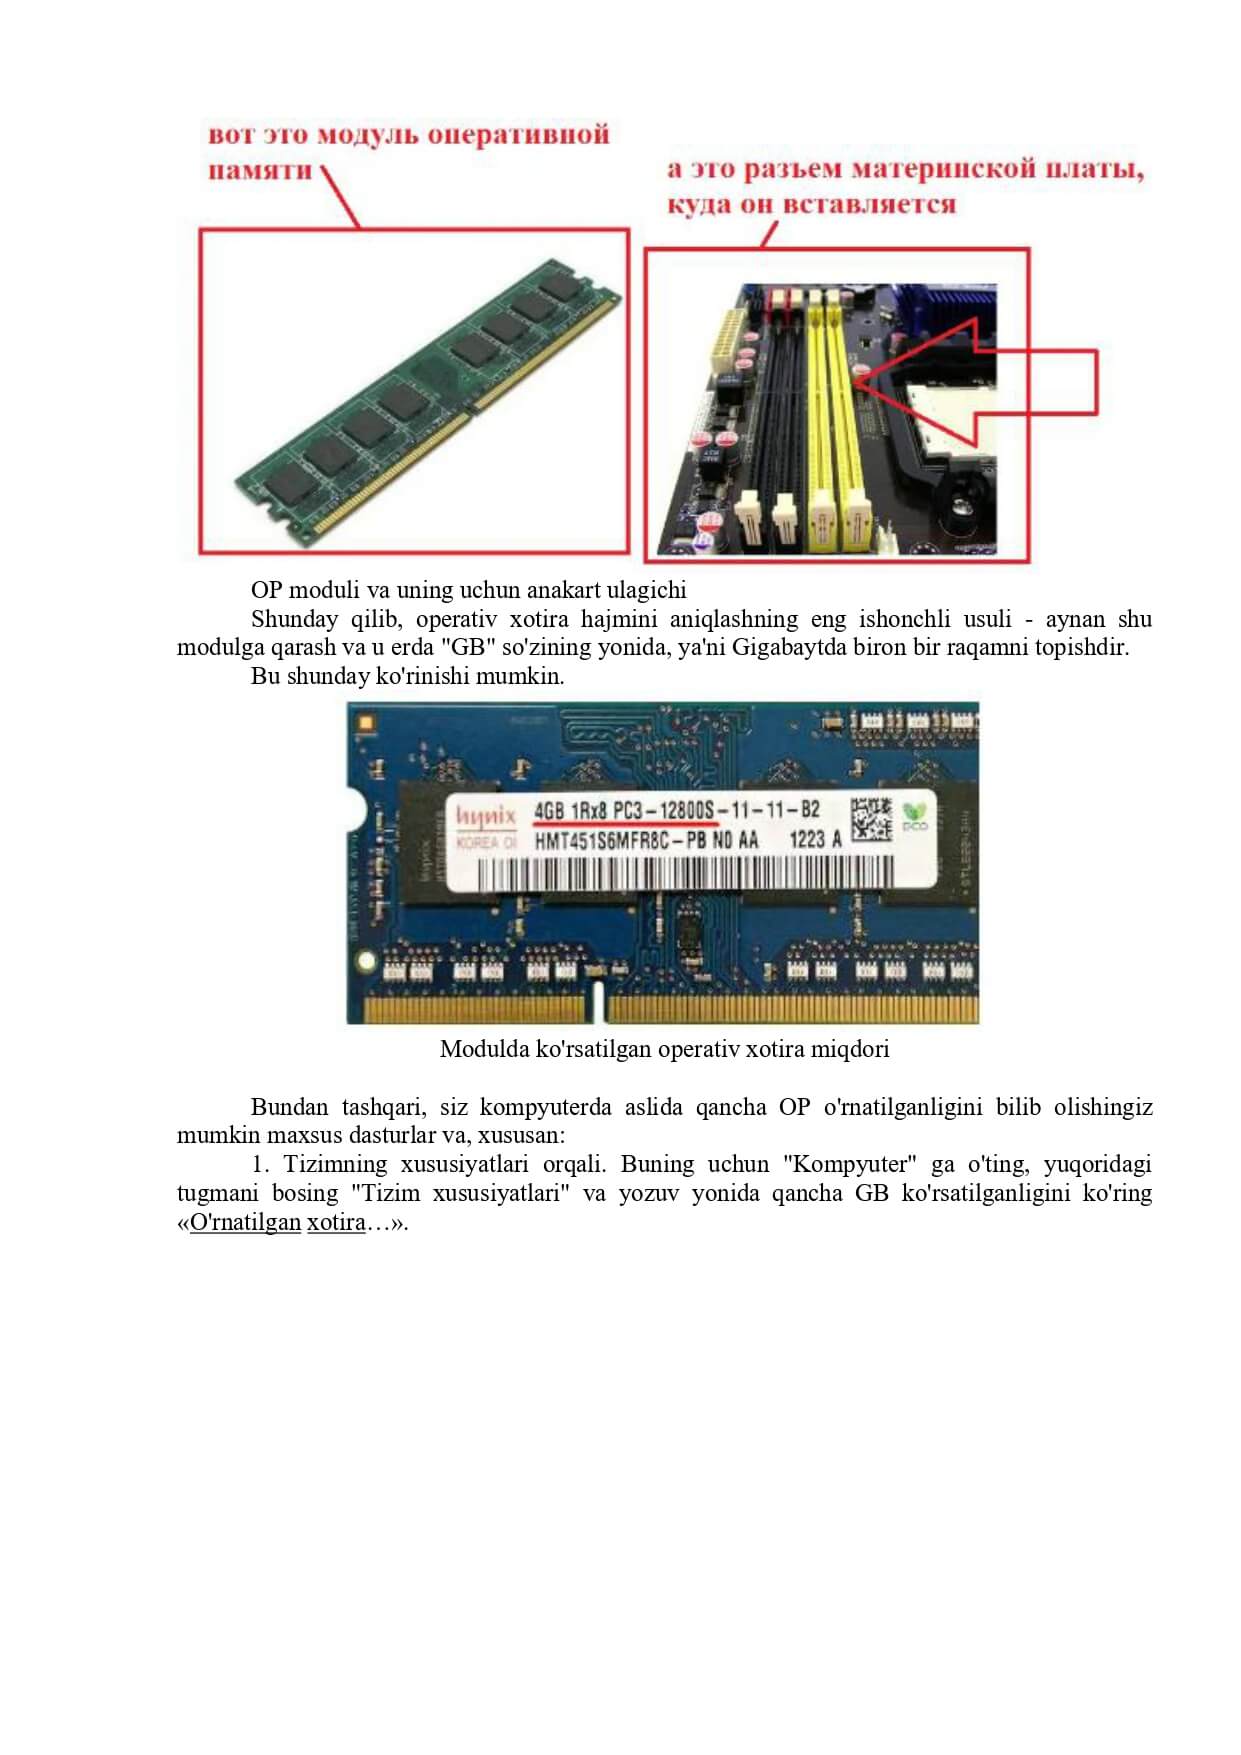 вот это модуль оперативной
памяти
а это разъем материнской платы,
куда он вставляется
OP moduli va uning uchun anakart ulagichi
Shunday qilib, operativ xotira hajmini aniqlashning eng ishonchli usuli - aynan shu
modulga qarash va u erda "GB" so'zining yonida, ya'ni Gigabaytda biron bir raqamni topishdir.
Bu shunday ko'rinishi mumkin.
hynix
KOREA
4GB 1Rx8 PC3-12800S-11-11-B2
HMT451S6MFR8C-PB N0 AA 1223 A
Modulda ko'rsatilgan operativ xotira miqdori
Bundan tashqari, siz kompyuterda aslida qancha OP o'rnatilganligini bilib olishingiz
mumkin maxsus dasturlar va, xususan:
1. Tizimning xususiyatlari orqali. Buning uchun "Kompyuter" ga o'ting, yuqoridagi
tugmani bosing "Tizim xususiyatlari" va yozuv yonida qancha GB ko'rsatilganligini ko'ring
«O'rnatilgan xotira…».